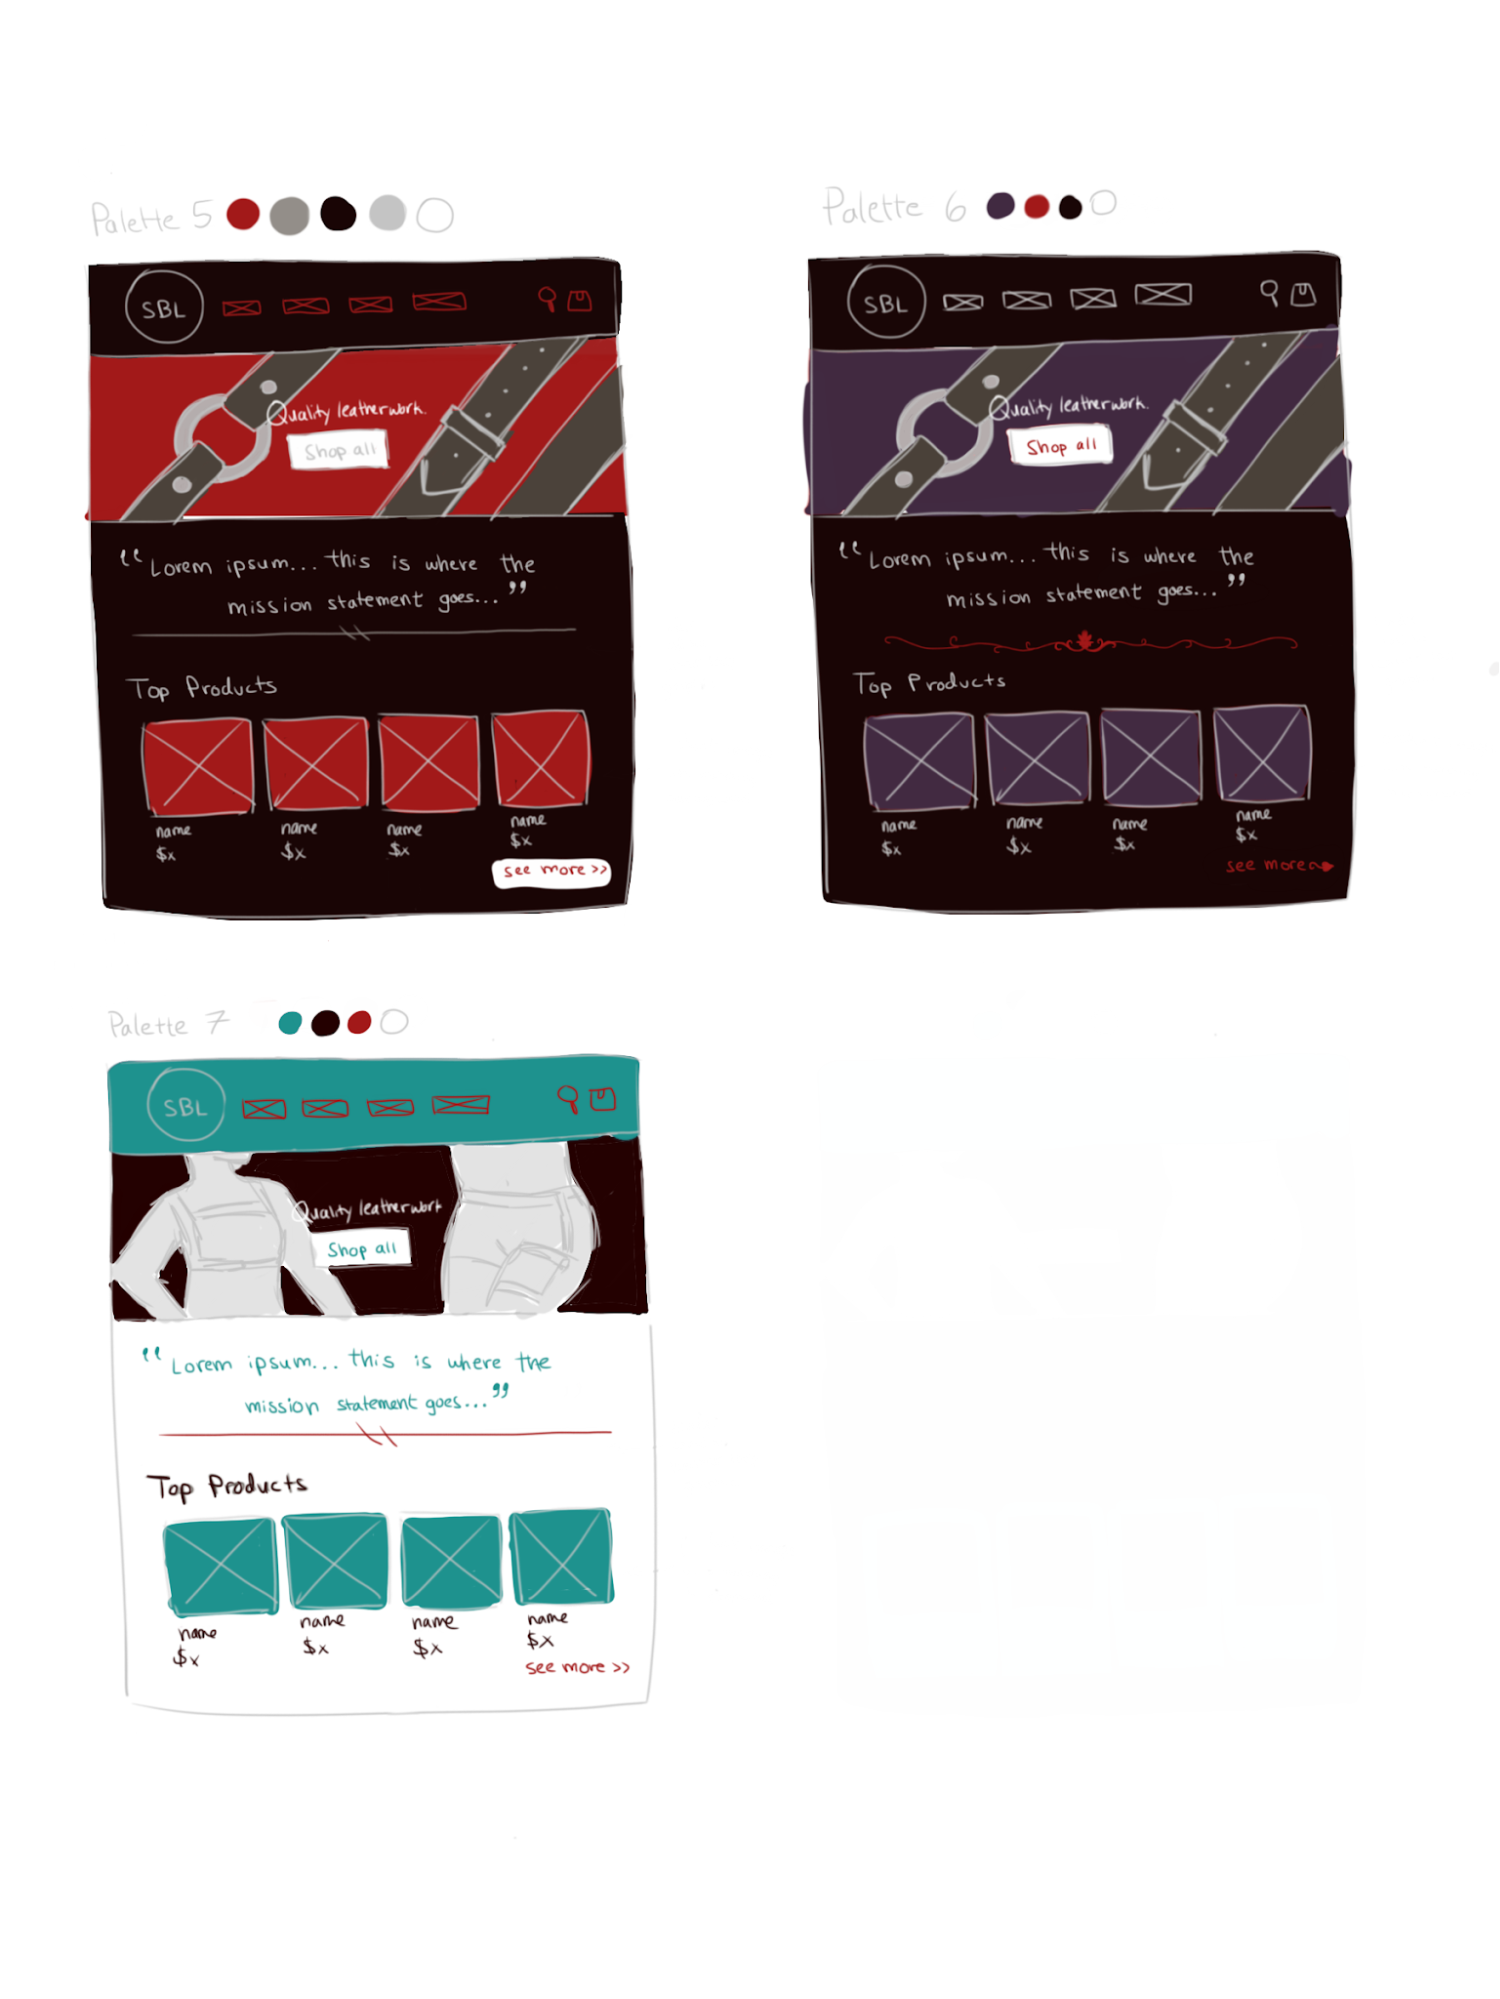 Palette 5
SBL
Quality leatherwork.
Shop all
“Lorem ipsum... this is where the
mission statement goes...”
Top Products
name
$x
name
$x
name
$x
name
$x
see more >>
Palette 6
SBL
Quality leatherwork.
Shop all
“Lorem ipsum... this is where the
mission statement goes...”
Top Products
name
$x
name
$x
name
$x
name
$x
see more
Palette 7
SBL
Quality leatherwork
Shop all
“Lorem ipsum... this is where the
mission statement goes...”
Top Products
name
$x
name
$x
name
$x
name
$x
see more >>